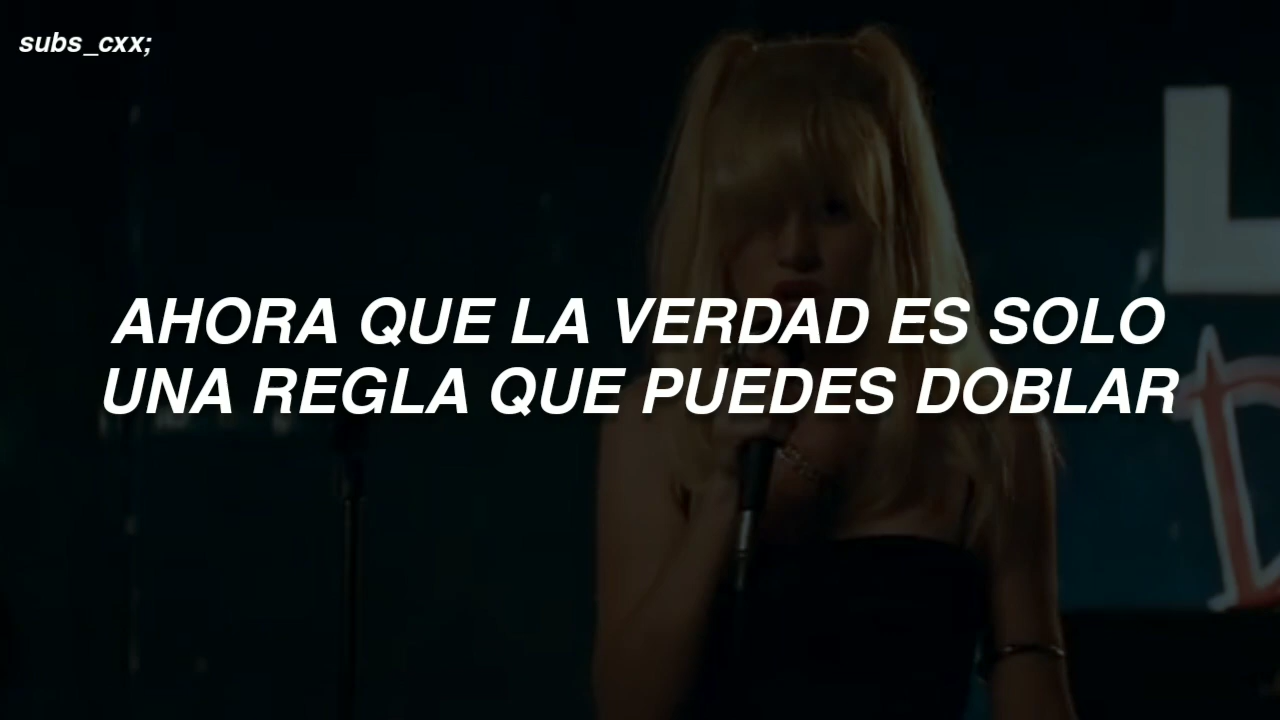 subs_cxx;
AHORA QUE LA VERDAD ES SOLO
UNA REGLA QUE PUEDES DOBLAR
L
D